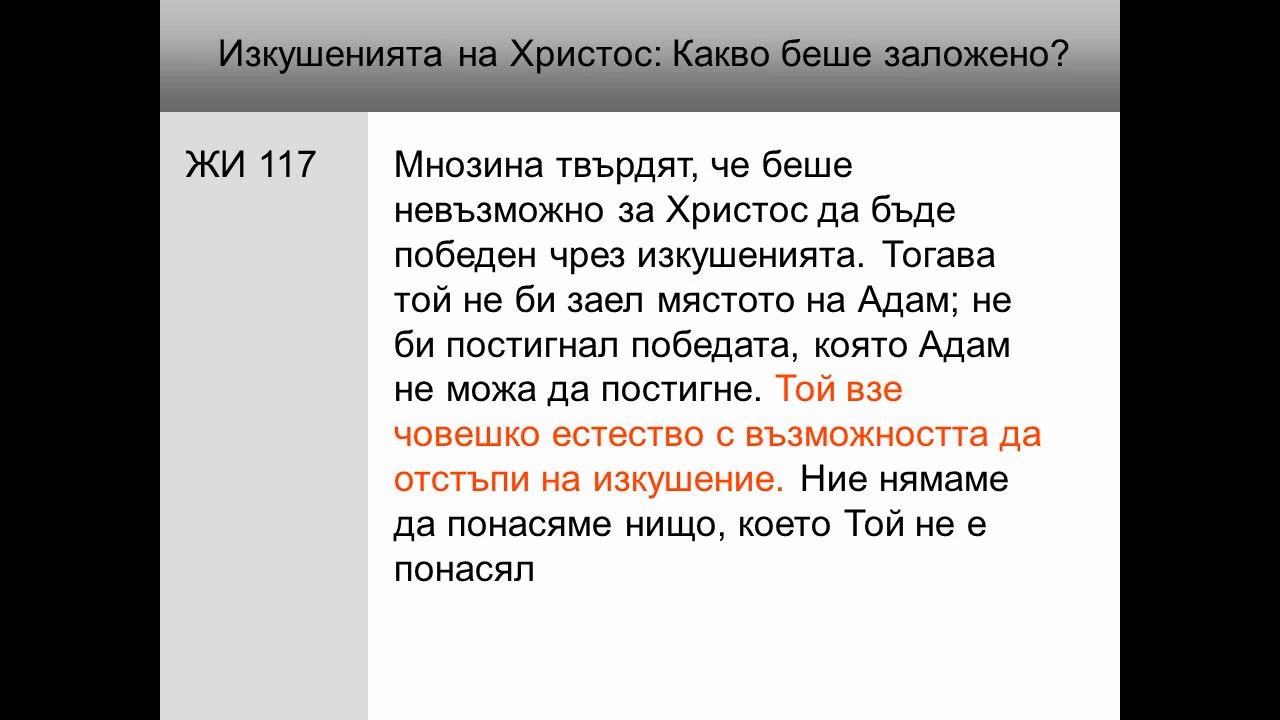 Изкушенията на Христос: Какво беше заложено?
ЖИ 117
Мнозина твърдят, че беше
невъзможно за Христос да бъде
победен чрез изкушенията. Тогава
той не би заел мястото на Адам; не
би постигнал победата, която Адам
не можа да постигне. Той взе
човешко естество с възможността да
отстъпи на изкушение. Ние нямаме
да понасяме нищо, което Той не е
понасял